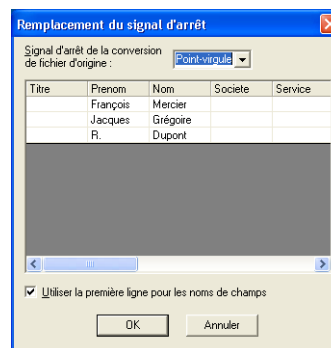 Remplacement du signal d'arrêt
Signal d'arrêt de la conversion
de fichier d'origine :
Point-virgule
Titre Prenom Nom Societe Service
François Mercier
Jacques Grégoire
R. Dupont
Utiliser la première ligne pour les noms de champs
OK Annuler